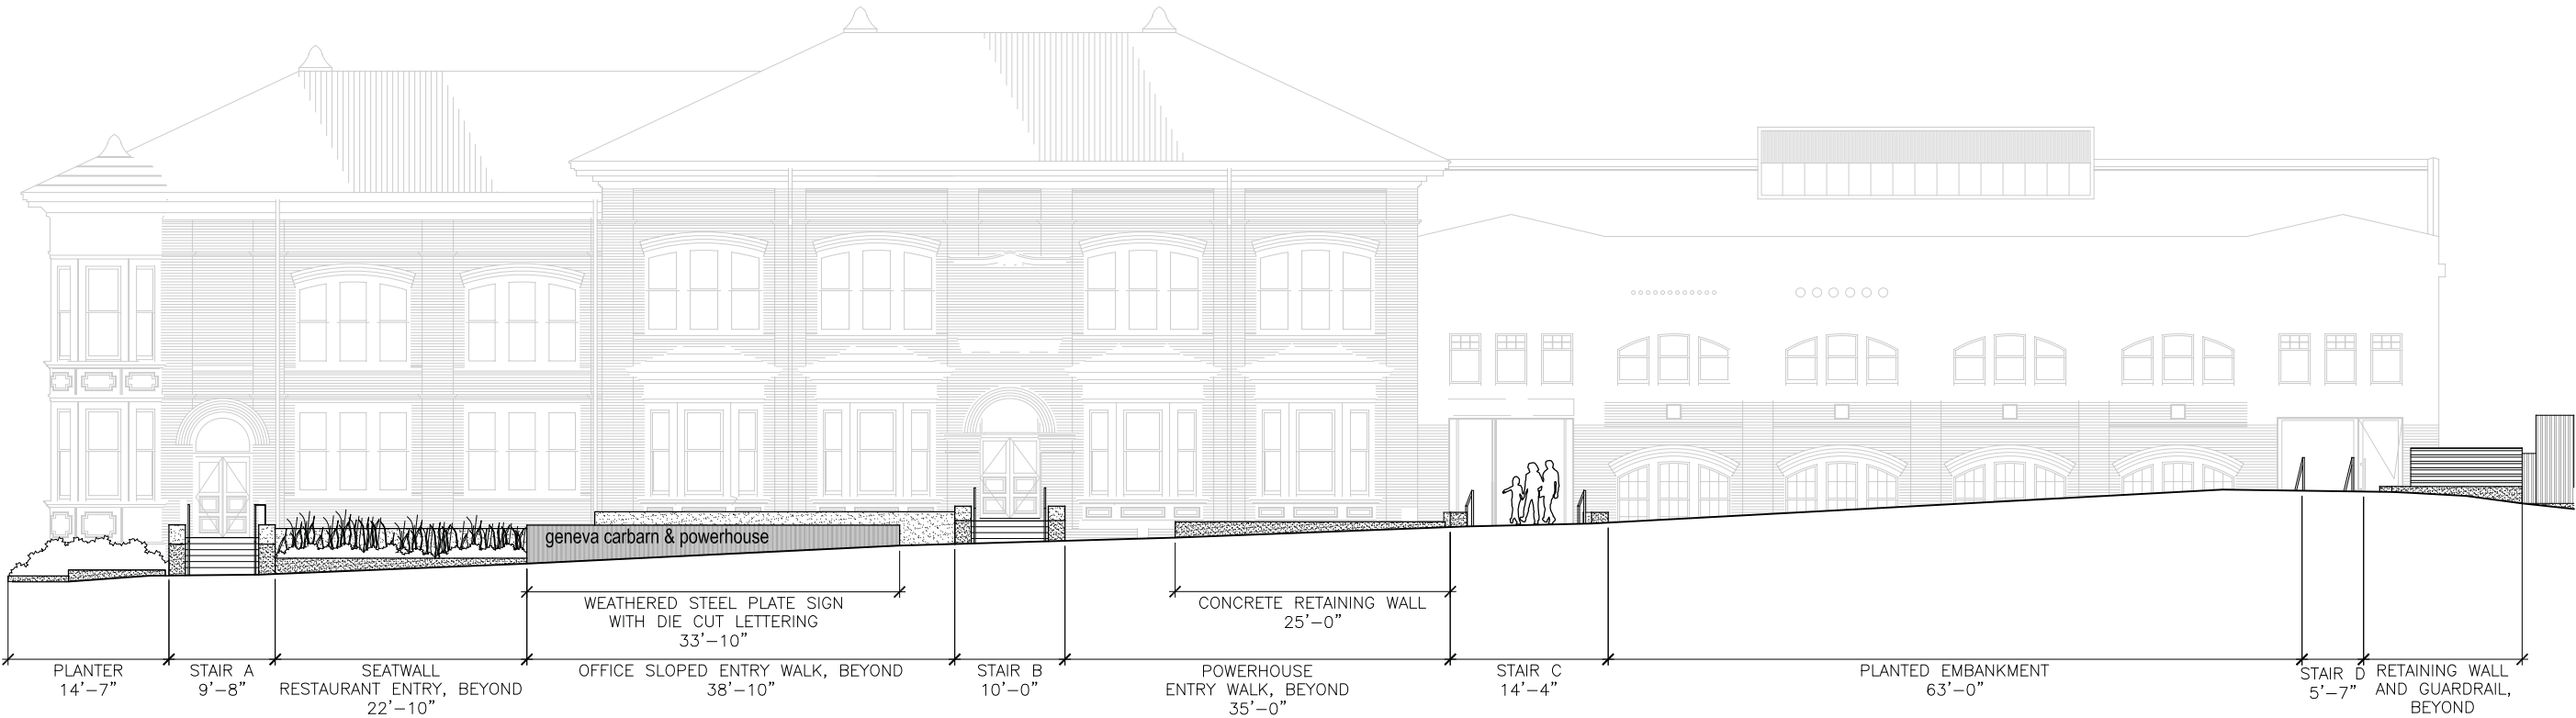 geneva carbarn & powerhouse
WEATHERED STEEL PLATE SIGN
WITH DIE CUT LETTERING
33'-10"
CONCRETE RETAINING WALL
25'-0"
PLANTER
14'-7"
STAIR A
9'-8"
SEATWALL
RESTAURANT ENTRY, BEYOND
22'-10"
OFFICE SLOPED ENTRY WALK, BEYOND
38'-10"
STAIR B
10'-0"
POWERHOUSE
ENTRY WALK, BEYOND
35'-0"
STAIR C
14'-4"
PLANTED EMBANKMENT
63'-0"
STAIR D
5'-7"
RETAINING WALL
AND GUARDRAIL,
BEYOND